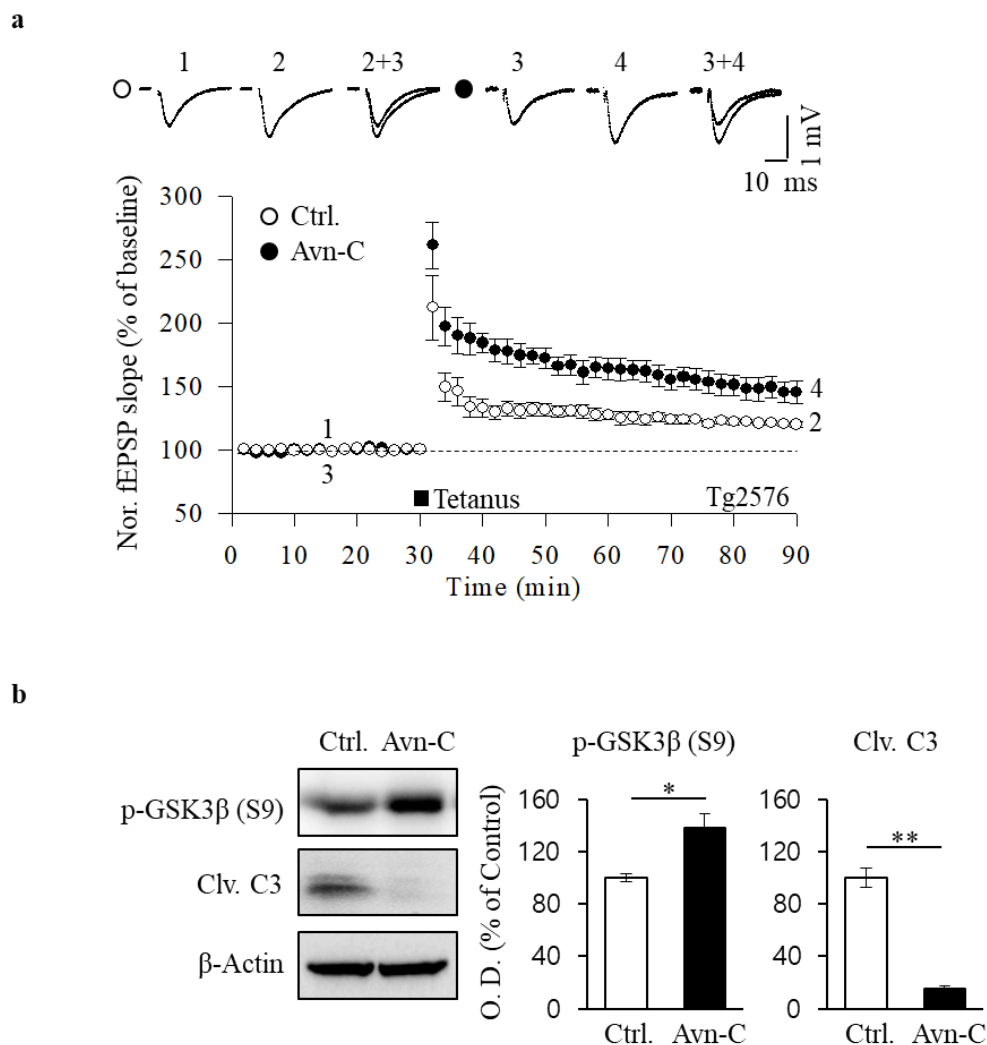 a
1 2 2+3 3 4 3+4
1 mV
10 ms
Nor. fEPSP slope (% of baseline)
300
250
200
150
100
50
Ctrl.
Avn-C
1
3
4
2
Tetanus
Tg2576
0 10 20 30 40 50 60 70 80 90
Time (min)
b
Ctrl. Avn-C
p-GSK3β (S9)
Clv. C3
β-Actin
p-GSK3β (S9)
O. D. (% of Control)
160
120
80
40
0
*
Ctrl. Avn-C
Clv. C3
160
120
80
40
0
**
Ctrl. Avn-C